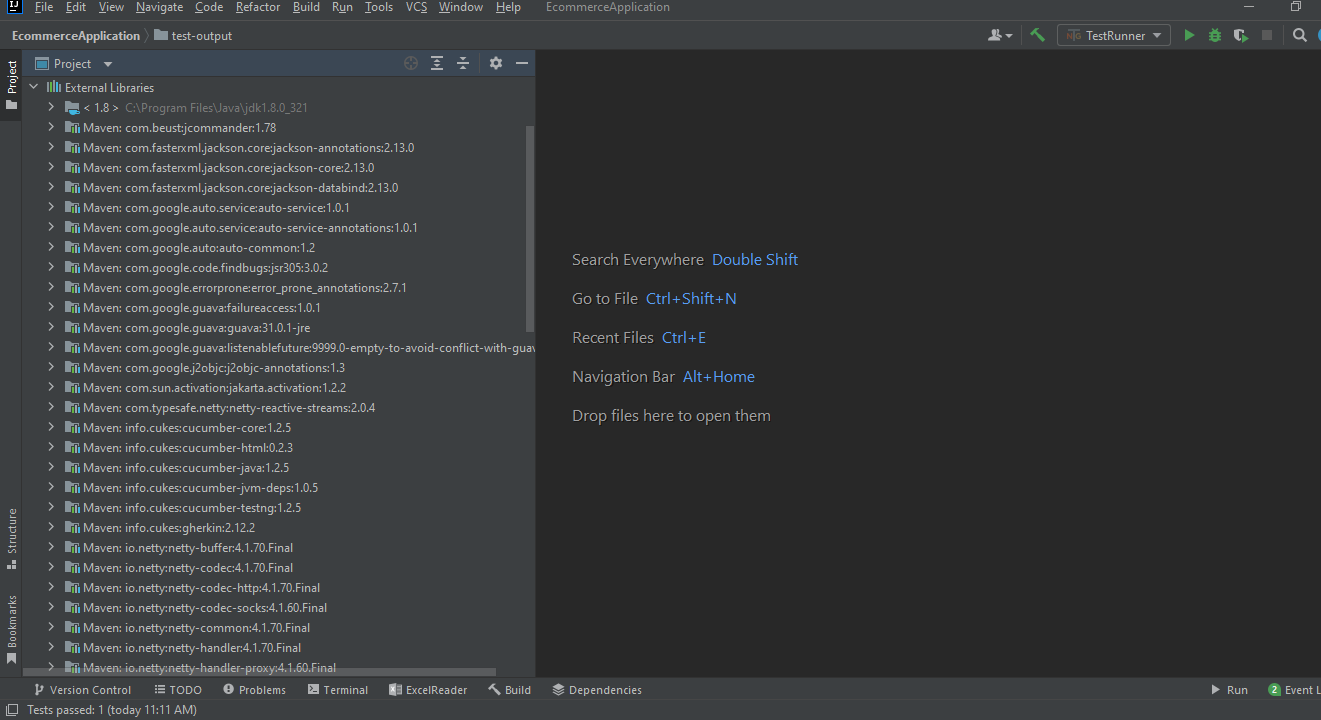 File Edit View Navigate Code Refactor Build Run Tools VCS Window Help EcommerceApplication
EcommerceApplication test-output TestRunner
Project
Project
External Libraries
< 1.8 > C:\Program Files\Java\jdk1.8.0_321
Maven: com.beust:jcommander:1.78
Maven: com.fasterxml.jackson.core:jackson-annotations:2.13.0
Maven: com.fasterxml.jackson.core:jackson-core:2.13.0
Maven: com.fasterxml.jackson.core:jackson-databind:2.13.0
Maven: com.google.auto.service:auto-service:1.0.1
Maven: com.google.auto.service:auto-service-annotations:1.0.1
Maven: com.google.auto:auto-common:1.2
Maven: com.google.code.findbugs:jsr305:3.0.2
Maven: com.google.errorprone:error_prone_annotations:2.7.1
Maven: com.google.guava:failureaccess:1.0.1
Maven: com.google.guava:guava:31.0.1-jre
Maven: com.google.guava:listenablefuture:9999.0-empty-to-avoid-conflict-with-guav
Maven: com.google.j2objc:j2objc-annotations:1.3
Maven: com.sun.activation:jakarta.activation:1.2.2
Maven: com.typesafe.netty:netty-reactive-streams:2.0.4
Maven: info.cukes:cucumber-core:1.2.5
Maven: info.cukes:cucumber-html:0.2.3
Maven: info.cukes:cucumber-java:1.2.5
Maven: info.cukes:cucumber-jvm-deps:1.0.5
Maven: info.cukes:cucumber-testng:1.2.5
Maven: info.cukes:gherkin:2.12.2
Maven: io.netty:netty-buffer:4.1.70.Final
Maven: io.netty:netty-codec:4.1.70.Final
Maven: io.netty:netty-codec-http:4.1.70.Final
Maven: io.netty:netty-codec-socks:4.1.60.Final
Maven: io.netty:netty-common:4.1.70.Final
Maven: io.netty:netty-handler:4.1.70.Final
Maven: io.netty:netty-handler-proxy:4.1.60.Final
Structure
Bookmarks
Search Everywhere Double Shift
Go to File Ctrl+Shift+N
Recent Files Ctrl+E
Navigation Bar Alt+Home
Drop files here to open them
Version Control TODO Problems Terminal ExcelReader Build Dependencies Run 2 Event L
Tests passed: 1 (today 11:11 AM)